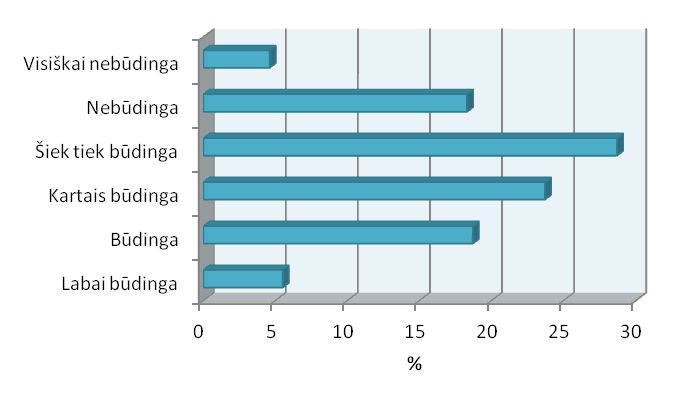 Visiškai nebūdinga
Nebūdinga
Šiek tiek būdinga
Kartais būdinga
Būdinga
Labai būdinga
0 5 10 15 20 25 30
%